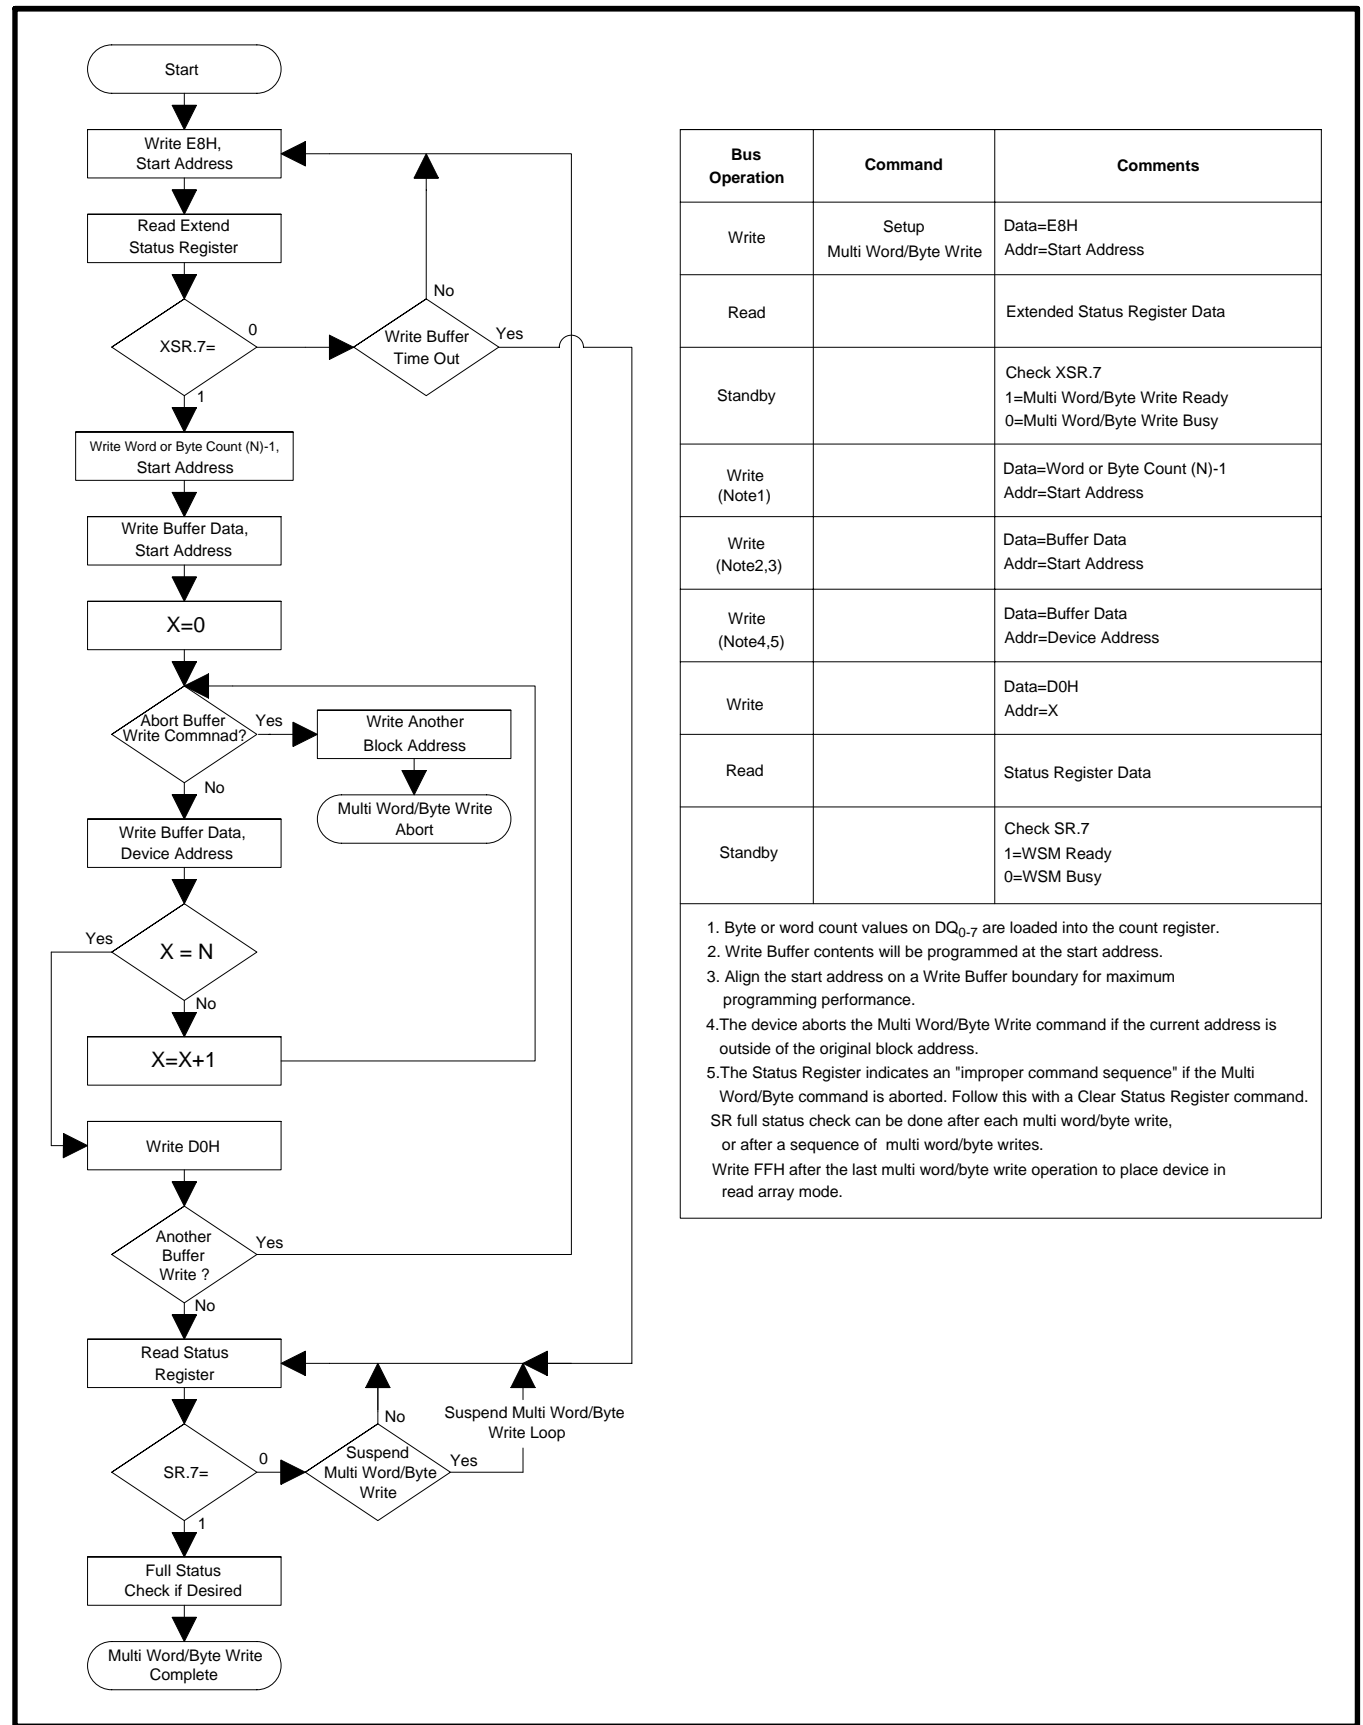 Start
Write E8H,
Start Address
Read Extend
Status Register
No
XSR.7=
0
Write Buffer
Time Out
Yes
1
Write Word or Byte Count (N)-1,
Start Address
Write Buffer Data,
Start Address
X=0
Abort Buffer
Write Commnad?
Yes
Write Another
Block Address
No
Multi Word/Byte Write
Abort
Write Buffer Data,
Device Address
Yes
X = N
No
X=X+1
Write D0H
Another
Buffer
Write ?
Yes
No
Read Status
Register
No
Suspend Multi Word/Byte
Write Loop
SR.7=
0
Suspend
Multi Word/Byte
Write
Yes
1
Full Status
Check if Desired
Multi Word/Byte Write
Complete
Bus
Operation
Command
Comments
Write
Setup
Multi Word/Byte Write
Data=E8H
Addr=Start Address
Read
Extended Status Register Data
Standby
Check XSR.7
1=Multi Word/Byte Write Ready
0=Multi Word/Byte Write Busy
Write
(Note1)
Data=Word or Byte Count (N)-1
Addr=Start Address
Write
(Note2,3)
Data=Buffer Data
Addr=Start Address
Write
(Note4,5)
Data=Buffer Data
Addr=Device Address
Write
Data=D0H
Addr=X
Read
Status Register Data
Standby
Check SR.7
1=WSM Ready
0=WSM Busy
1. Byte or word count values on DQ0-7 are loaded into the count register.
2. Write Buffer contents will be programmed at the start address.
3. Align the start address on a Write Buffer boundary for maximum
programming performance.
4.The device aborts the Multi Word/Byte Write command if the current address is
outside of the original block address.
5.The Status Register indicates an "improper command sequence" if the Multi
Word/Byte command is aborted. Follow this with a Clear Status Register command.
SR full status check can be done after each multi word/byte write,
or after a sequence of multi word/byte writes.
Write FFH after the last multi word/byte write operation to place device in
read array mode.